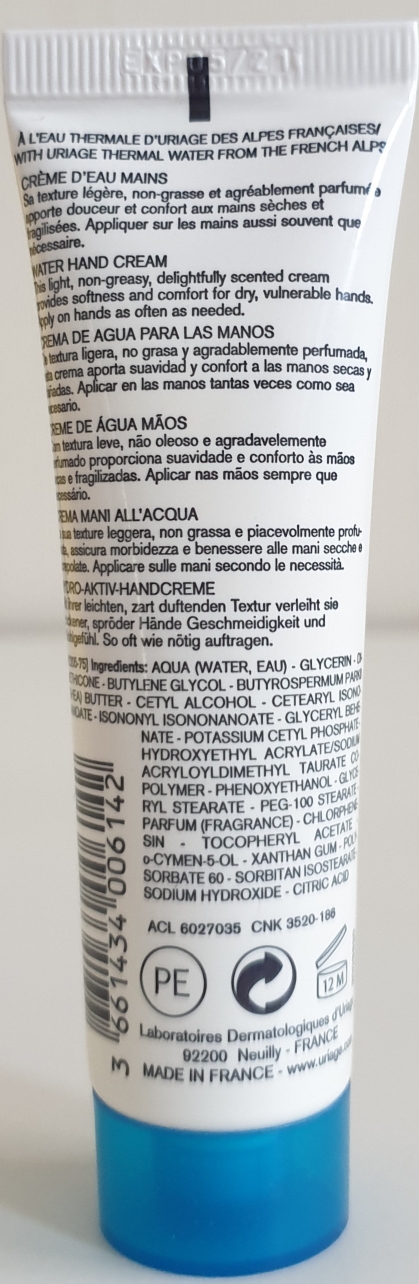 EXP 05/21
À L'EAU THERMALE D'URIAGE DES ALPES FRANÇAISES/
WITH URIAGE THERMAL WATER FROM THE FRENCH ALPS
CRÈME D'EAU MAINS
Sa texture légère, non-grasse et agréablement parfumé
apporte douceur et confort aux mains sèches et
fragilisées. Appliquer sur les mains aussi souvent que
nécessaire.
WATER HAND CREAM
This light, non-greasy, delightfully scented cream
provides softness and comfort for dry, vulnerable hands.
Apply on hands as often as needed.
CREMA DE AGUA PARA LAS MANOS
textura ligera, no grasa y agradablemente perfumada,
crema aporta suavidad y confort a las manos secas y
Aplicar en las manos tantas veces como sea
cesario.
CREME DE ÁGUA MÃOS
textura leve, não oleoso e agradavelemente
fumado proporciona suavidade e conforto às mãos
e fragilizadas. Aplicar nas mãos sempre que
cessário.
CREMA MANI ALL'ACQUA
texture leggera, non grassa e piacevolmente profu-
assicura morbidezza e benessere alle mani secche e
Applicare sulle mani secondo le necessità.
HYDRO-AKTIV-HANDCREME
ihrer leichten, zart duftenden Textur verleiht sie
spröder Hände Geschmeidigkeit und
So oft wie nötig auftragen.
Ingredients: AQUA (WATER, EAU) - GLYCERIN - DI
THICONE - BUTYLENE GLYCOL - BUTYROSPERMUM PARKI
BUTTER - CETYL ALCOHOL - CETEARYL ISONO
NOATE - ISONONYL ISONONANOATE - GLYCERYL BEHE
NATE - POTASSIUM CETYL PHOSPHATE
HYDROXYETHYL ACRYLATE/SODIUM
ACRYLOYLDIMETHYL TAURATE CO
POLYMER - PHENOXYETHANOL - GLYCE
RYL STEARATE - PEG-100 STEARATE
PARFUM (FRAGRANCE) - CHLORPHENE
SIN - TOCOPHERYL ACETATE
o-CYMEN-5-OL - XANTHAN GUM - POLY
SORBATE 60 - SORBITAN ISOSTEARATE
SODIUM HYDROXIDE - CITRIC ACID
ACL 6027035 CNK 3520-186
PE
12 M
3 661434 006142
Laboratoires Dermatologiques d'Uriage
92200 Neuilly - FRANCE
MADE IN FRANCE - www.uriage.